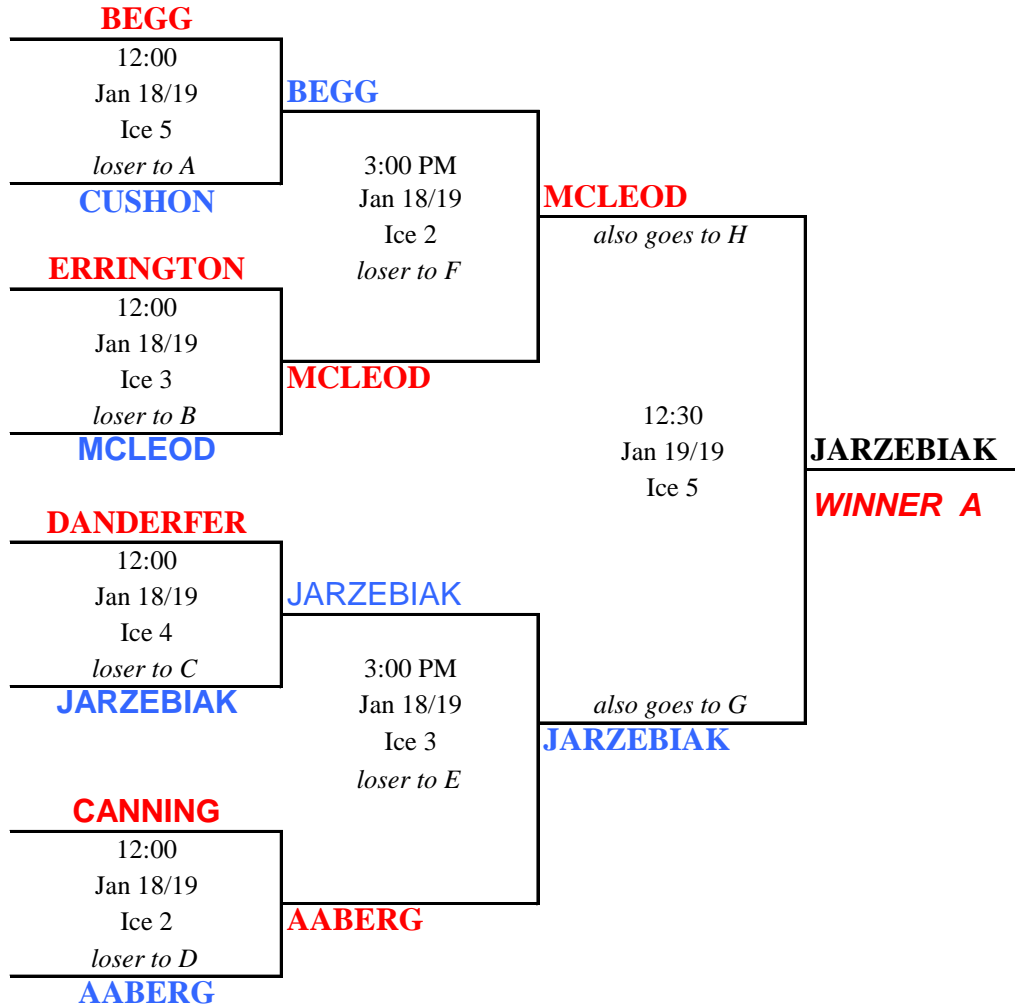 BEGG
12:00
Jan 18/19
Ice 5
loser to A
CUSHON
BEGG
3:00 PM
Jan 18/19
Ice 2
loser to F
MCLEOD
also goes to H
ERRINGTON
12:00
Jan 18/19
Ice 3
loser to B
MCLEOD
MCLEOD
12:30
Jan 19/19
Ice 5
JARZEBIAK
WINNER A
DANDERFER
12:00
Jan 18/19
Ice 4
loser to C
JARZEBIAK
JARZEBIAK
3:00 PM
Jan 18/19
Ice 3
loser to E
also goes to G
JARZEBIAK
CANNING
12:00
Jan 18/19
Ice 2
loser to D
AABERG
AABERG